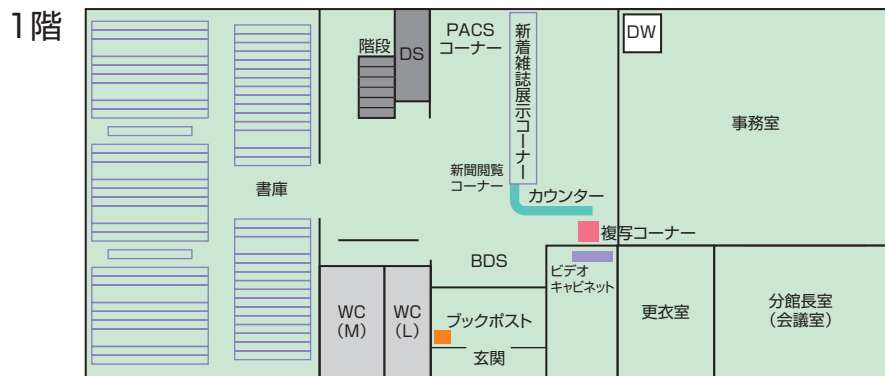 1階
階段
DS
PACS
コーナー
新着雑誌展示コーナー
DW
事務室
新聞閲覧
コーナー
カウンター
書庫
複写コーナー
BDS
ビデオ
キャビネット
WC
(M)
WC
(L)
ブックポスト
玄関
更衣室
分館長室
(会議室)